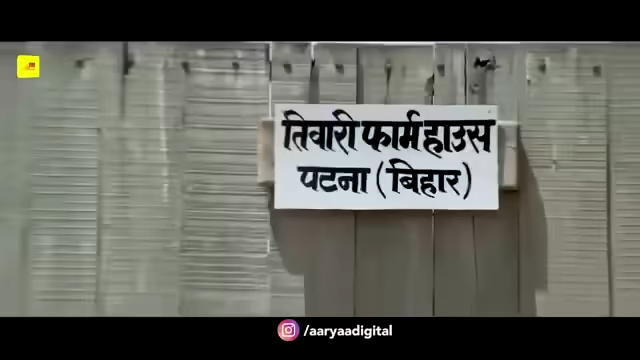 तिवारी फार्म हाउस
पटना (बिहार)
/aaryaadigital